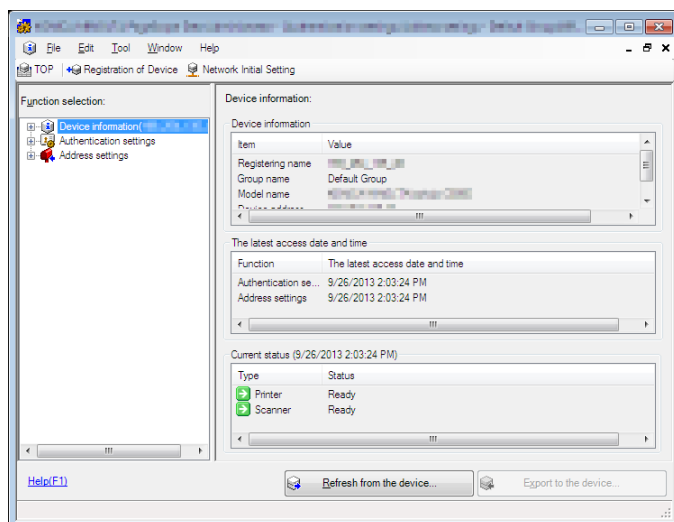 File Edit Tool Window Help
TOP Registration of Device Network Initial Setting
Function selection:
Device information(
Authentication settings
Address settings
Device information:
Device information
Item Value
Registering name
Group name Default Group
Model name
Device address
The latest access date and time
Function The latest access date and time
Authentication se... 9/26/2013 2:03:24 PM
Address settings 9/26/2013 2:03:24 PM
Current status (9/26/2013 2:03:24 PM)
Type Status
Printer Ready
Scanner Ready
Help(F1)
Refresh from the device...
Export to the device...